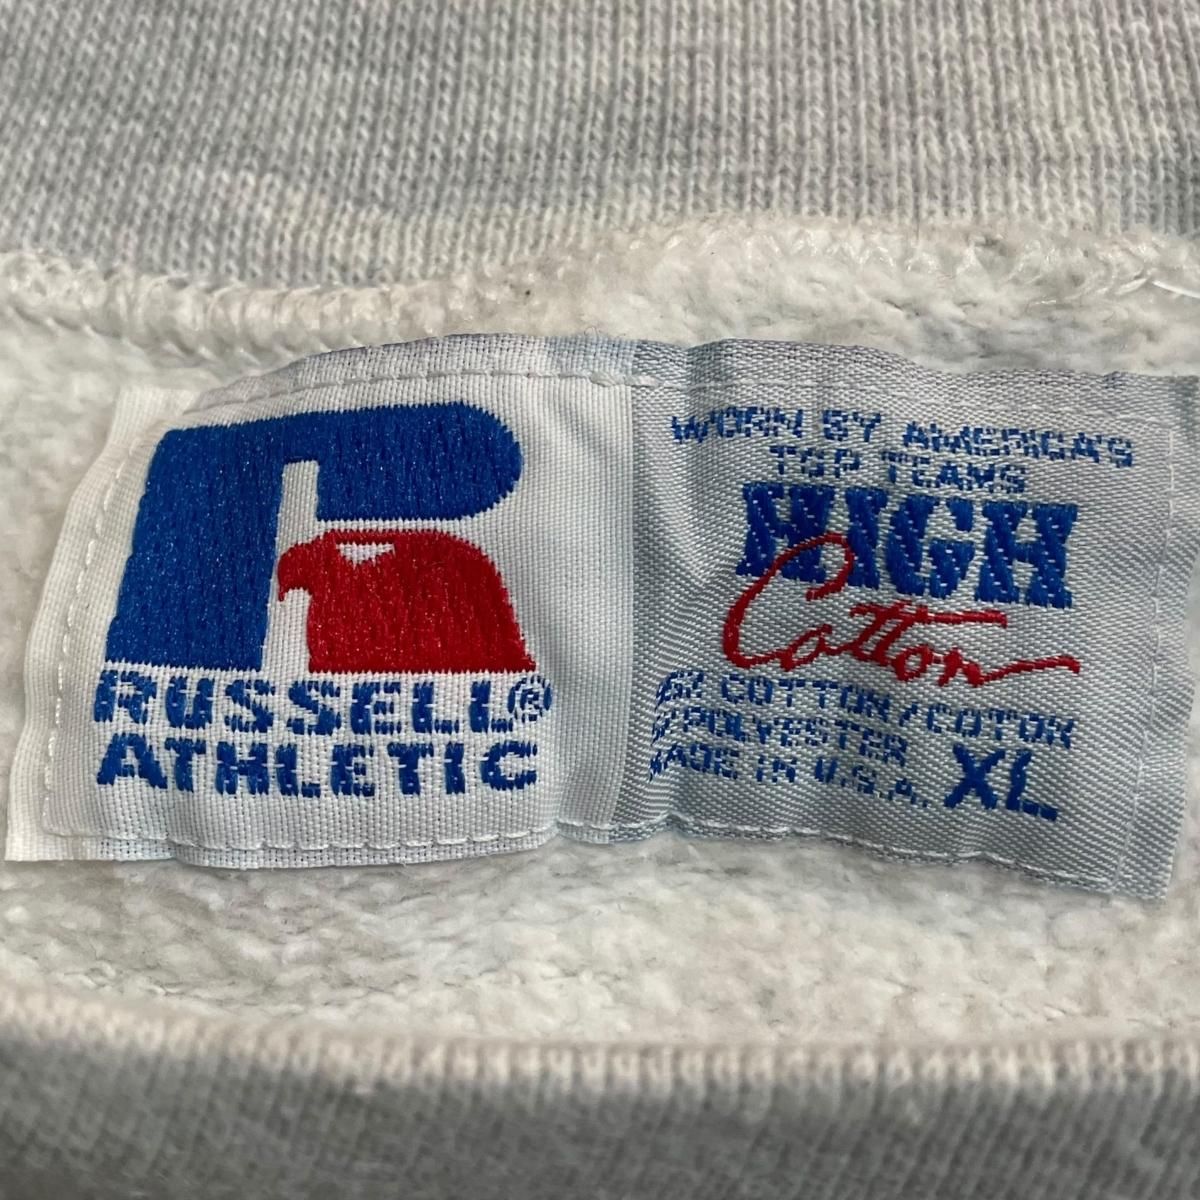 RUSSELL®
ATHLETIC
WORN BY AMERICA'S
TOP TEAMS
HIGH
Cotton
COTTON/COTON
POLYESTER
MADE IN U.S.A. XL